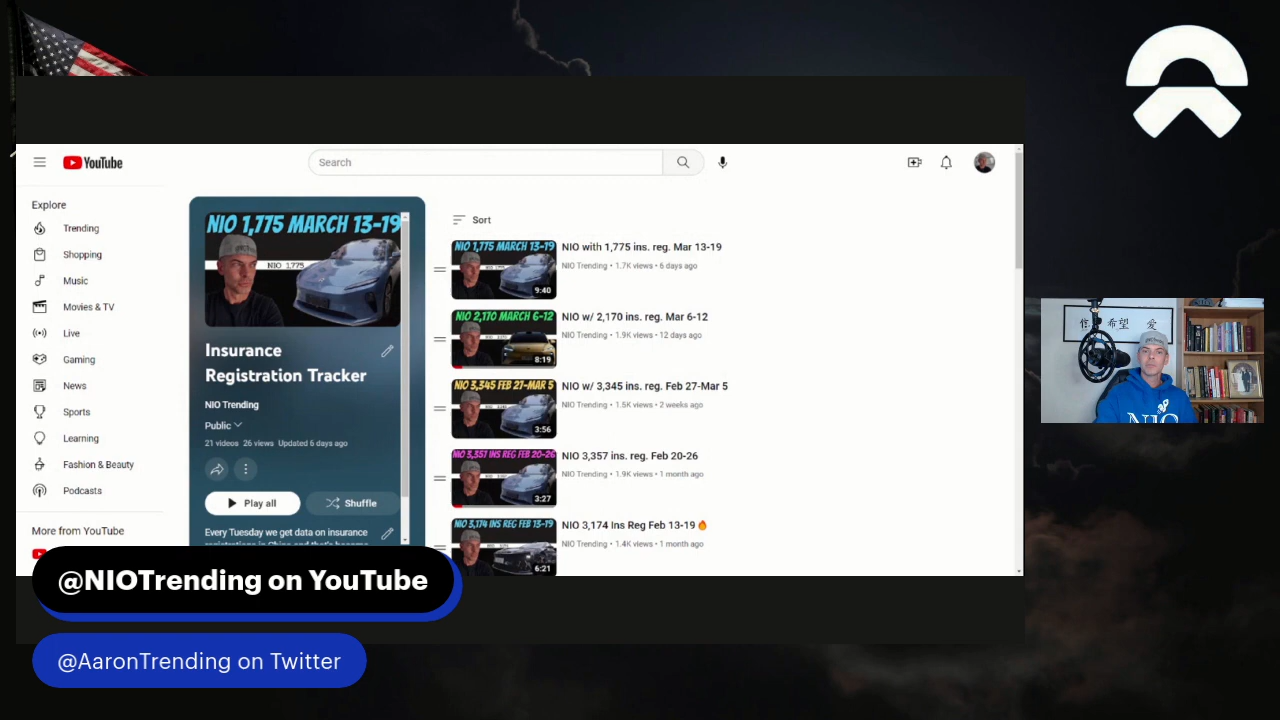 YouTube
Search
Explore
Trending
Shopping
Music
Movies & TV
Live
Gaming
News
Sports
Learning
Fashion & Beauty
Podcasts
More from YouTube
NIO 1,775 MARCH 13-19
NIO 1,775
Insurance
Registration Tracker
NIO Trending
Public
21 videos 26 views Updated 6 days ago
Play all
Shuffle
Every Tuesday we get data on insurance
Sort
NIO 1,775 MARCH 13-19
9:40
NIO with 1,775 ins. reg. Mar 13-19
NIO Trending • 1.7K views • 6 days ago
NIO 2,170 MARCH 6-12
8:19
NIO w/ 2,170 ins. reg. Mar 6-12
NIO Trending • 1.9K views • 12 days ago
NIO 3,345 FEB 27-MAR 5
3:56
NIO w/ 3,345 ins. reg. Feb 27-Mar 5
NIO Trending • 1.5K views • 2 weeks ago
NIO 3,357 INS REG FEB 20-26
3:27
NIO 3,357 ins. reg. Feb 20-26
NIO Trending • 1.9K views • 1 month ago
NIO 3,174 INS REG FEB 13-19
6:21
NIO 3,174 Ins Reg Feb 13-19 🔥
NIO Trending • 1.4K views • 1 month ago
希望 爱
NIO
@NIOTrending on YouTube
@AaronTrending on Twitter